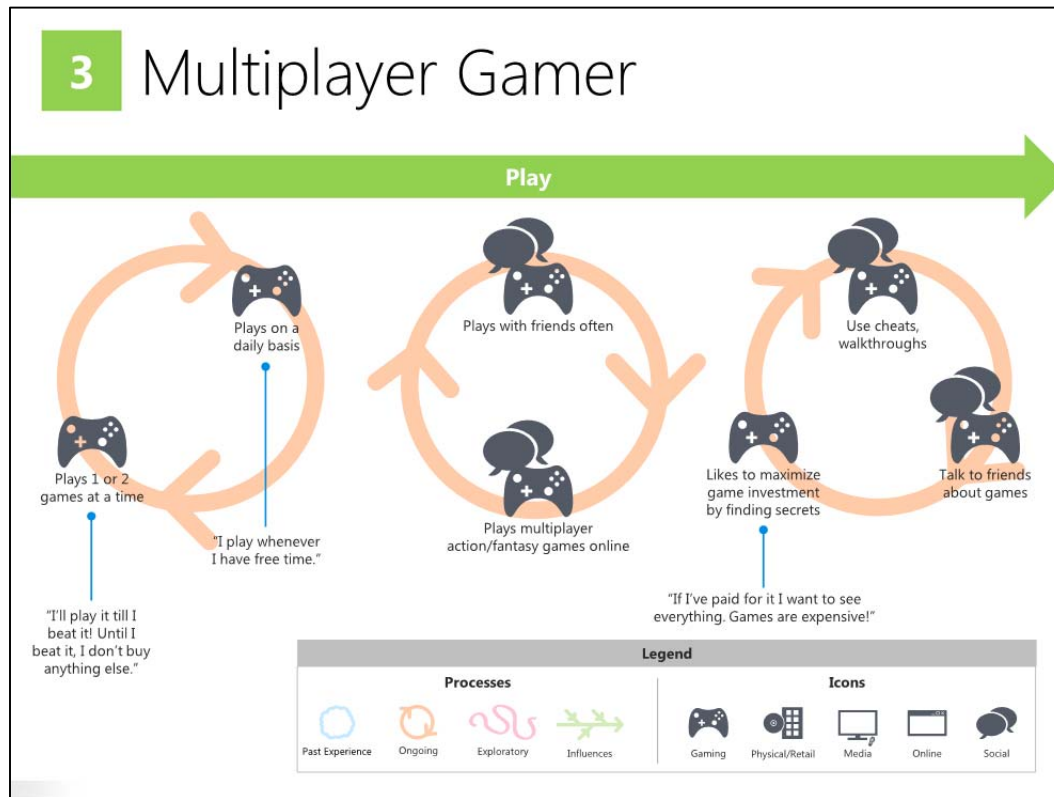 3 Multiplayer Gamer
Play
Plays on a
daily basis
Plays 1 or 2
games at a time
"I play whenever
I have free time."
"I'll play it till I
beat it! Until I
beat it, I don't buy
anything else."
Plays with friends often
Plays multiplayer
action/fantasy games online
Use cheats,
walkthroughs
Likes to maximize
game investment
by finding secrets
Talk to friends
about games
"If I've paid for it I want to see
everything. Games are expensive!"
Legend
Processes
Past Experience
Ongoing
Exploratory
Influences
Icons
Gaming
Physical/Retail
Media
Online
Social